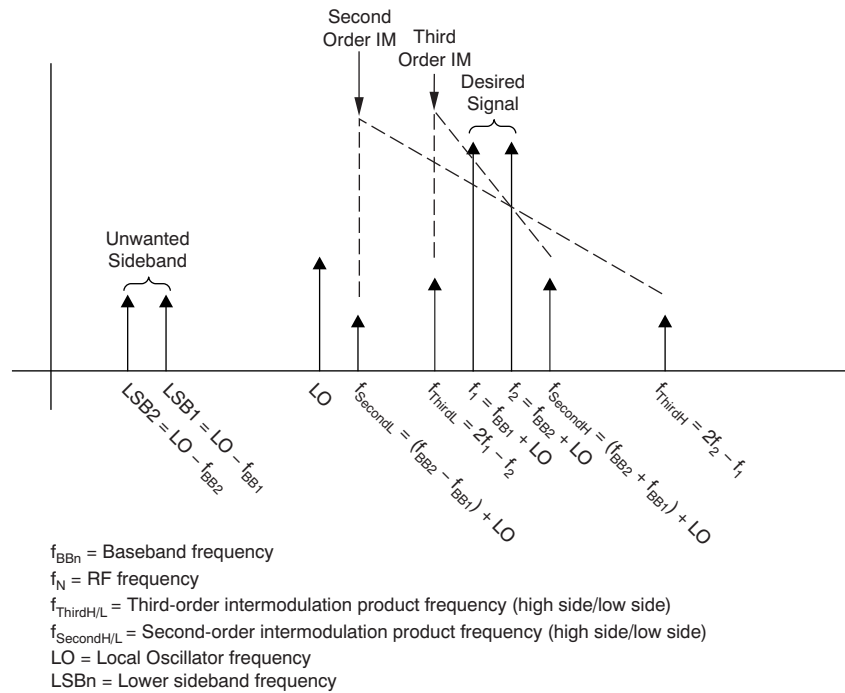 Second
Order IM
Third
Order IM
Desired
Signal
Unwanted
Sideband
LSB2 = LO – fBB2
LSB1 = LO – fBB1
LO
fSecondL = (fBB2 – fBB1) + LO
fThirdL = 2f1 – f2
f1 = fBB1 + LO
f2 = fBB2 + LO
fSecondH = (fBB2 + fBB1) + LO
fThirdH = 2f2 – f1
fBBn = Baseband frequency
fN = RF frequency
fThirdH/L = Third-order intermodulation product frequency (high side/low side)
fSecondH/L = Second-order intermodulation product frequency (high side/low side)
LO = Local Oscillator frequency
LSBn = Lower sideband frequency